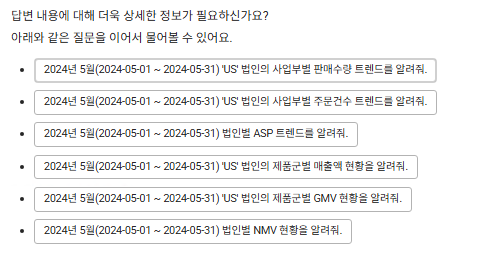 답변 내용에 대해 더욱 상세한 정보가 필요하신가요?
아래와 같은 질문을 이어서 물어볼 수 있어요.
2024년 5월(2024-05-01 ~ 2024-05-31) 'US' 법인의 사업부별 판매수량 트렌드를 알려줘.
2024년 5월(2024-05-01 ~ 2024-05-31) 'US' 법인의 사업부별 주문건수 트렌드를 알려줘.
2024년 5월(2024-05-01 ~ 2024-05-31) 법인별 ASP 트렌드를 알려줘.
2024년 5월(2024-05-01 ~ 2024-05-31) 'US' 법인의 제품군별 매출액 현황을 알려줘.
2024년 5월(2024-05-01 ~ 2024-05-31) 'US' 법인의 제품군별 GMV 현황을 알려줘.
2024년 5월(2024-05-01 ~ 2024-05-31) 법인별 NMV 현황을 알려줘.